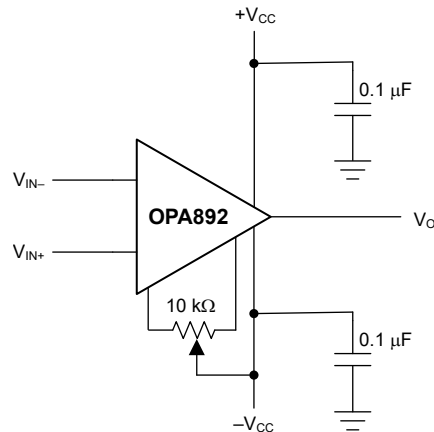 +VCC
0.1 μF
VIN–
OPA892
VO
VIN+
10 kΩ
0.1 μF
–VCC